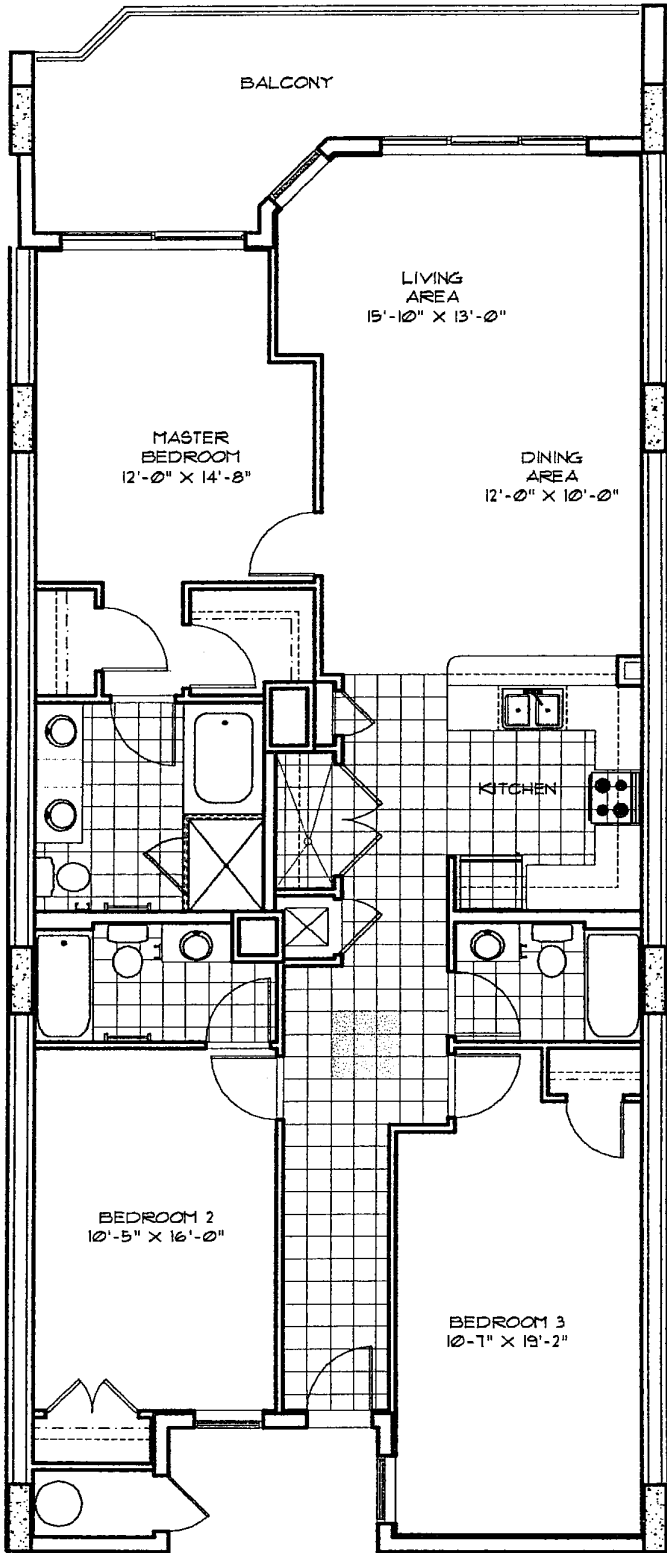 BALCONY
LIVING
AREA
15'-10" X 13'-0"
MASTER
BEDROOM
12'-0" X 14'-8"
DINING
AREA
12'-0" X 10'-0"
KITCHEN
BEDROOM 2
10'-5" X 16'-0"
BEDROOM 3
10-7" X 19'-2"